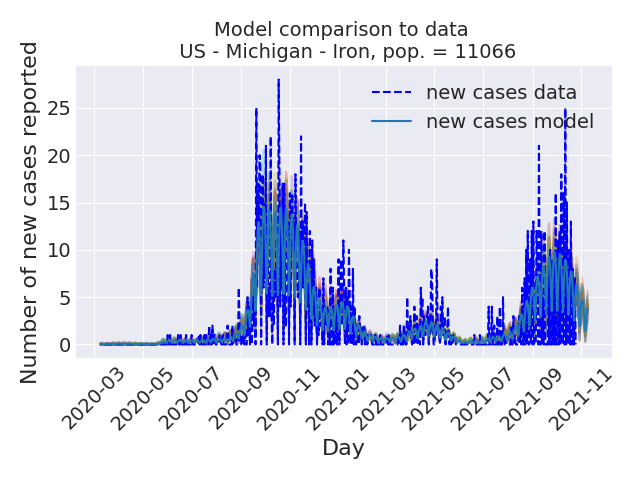 Model comparison to data
US - Michigan - Iron, pop. = 11066
Number of new cases reported
25
20
15
10
5
0
new cases data
new cases model
2020-03
2020-05
2020-07
2020-09
2020-11
2021-01
2021-03
2021-05
2021-07
2021-09
2021-11
Day